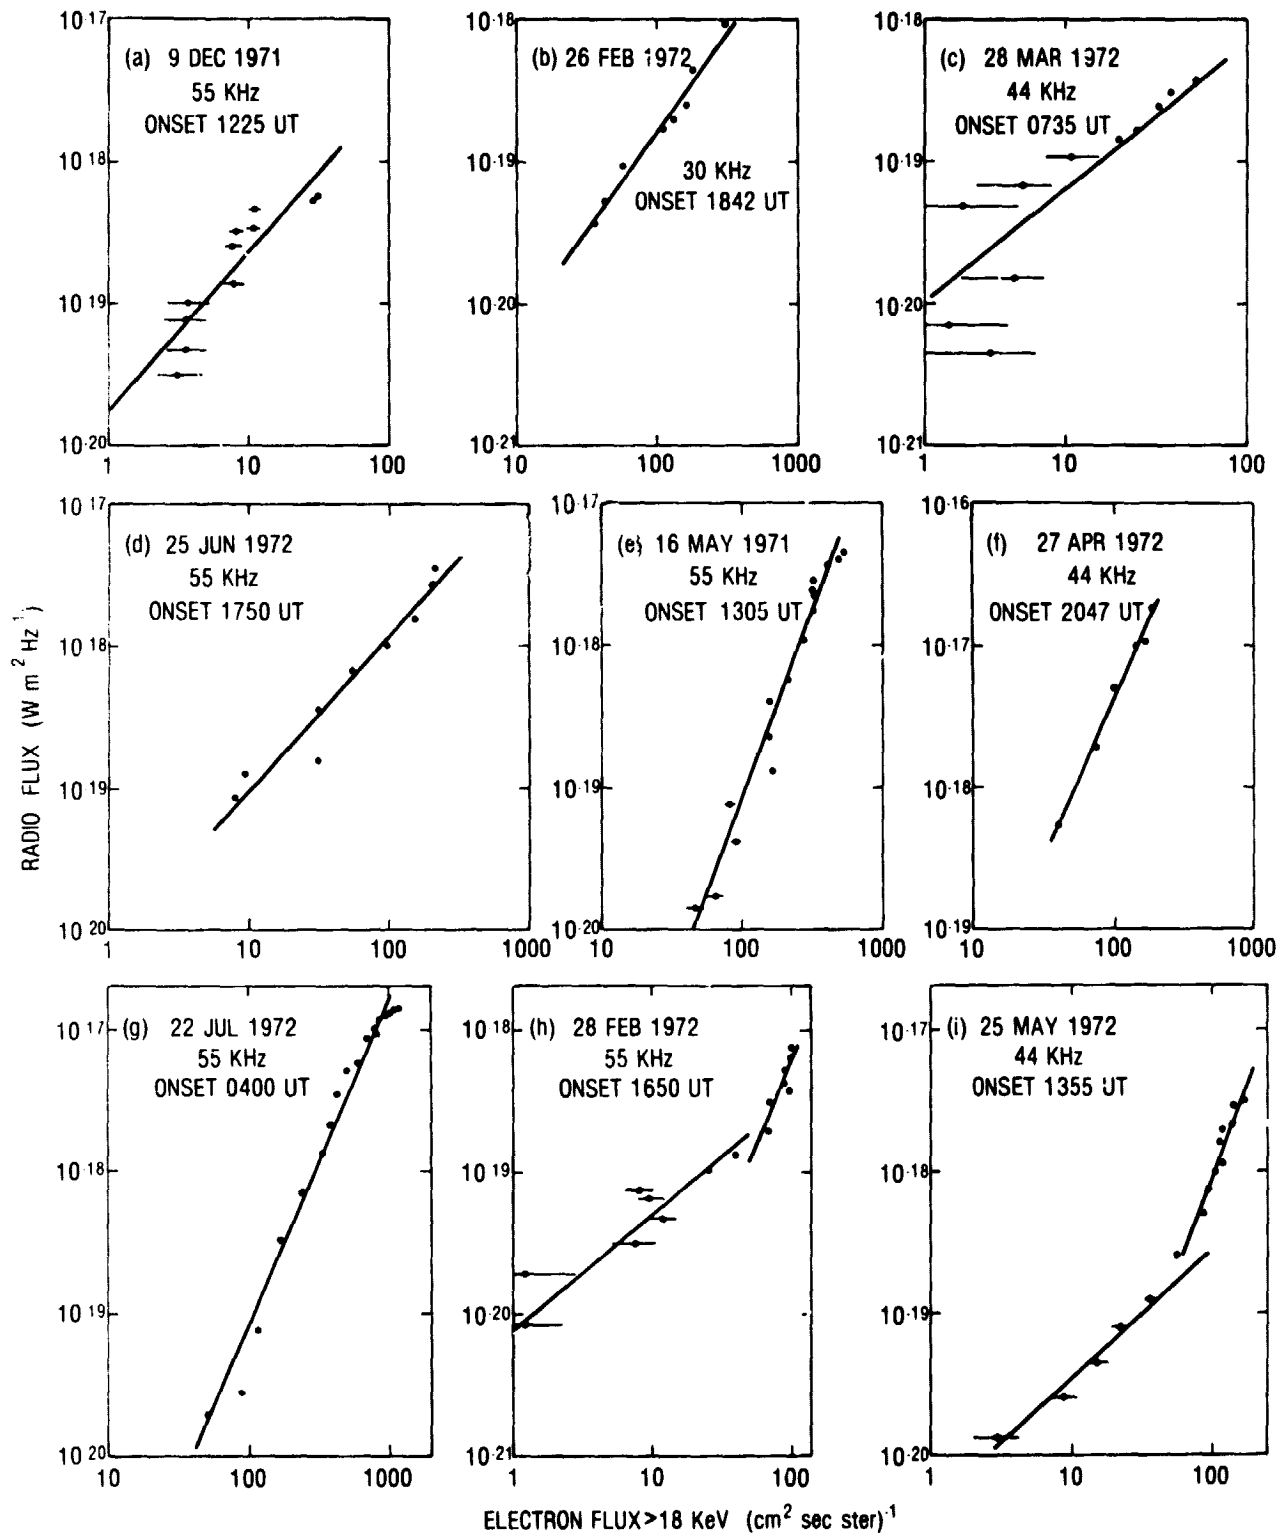 (a) 9 DEC 1971
55 KHz
ONSET 1225 UT
10-17
10-18
10-19
10-20
1 10 100
(b) 26 FEB 1972
30 KHz
ONSET 1842 UT
10-18
10-19
10-20
10-21
10 100 1000
(c) 28 MAR 1972
44 KHz
ONSET 0735 UT
10-18
10-19
10-20
10-21
1 10 100
(d) 25 JUN 1972
55 KHz
ONSET 1750 UT
10-17
10-18
10-19
10-20
1 10 100 1000
(e) 16 MAY 1971
55 KHz
ONSET 1305 UT
10-17
10-18
10-19
10-20
10 100 1000
(f) 27 APR 1972
44 KHz
ONSET 2047 UT
10-16
10-17
10-18
10-19
10 100 1000
(g) 22 JUL 1972
55 KHz
ONSET 0400 UT
10-17
10-18
10-19
10-20
10 100 1000
(h) 28 FEB 1972
55 KHz
ONSET 1650 UT
10-18
10-19
10-20
10-21
1 10 100
(i) 25 MAY 1972
44 KHz
ONSET 1355 UT
10-17
10-18
10-19
10-20
1 10 100
RADIO FLUX (W m2 Hz-1)
ELECTRON FLUX>18 KeV (cm2 sec ster)-1